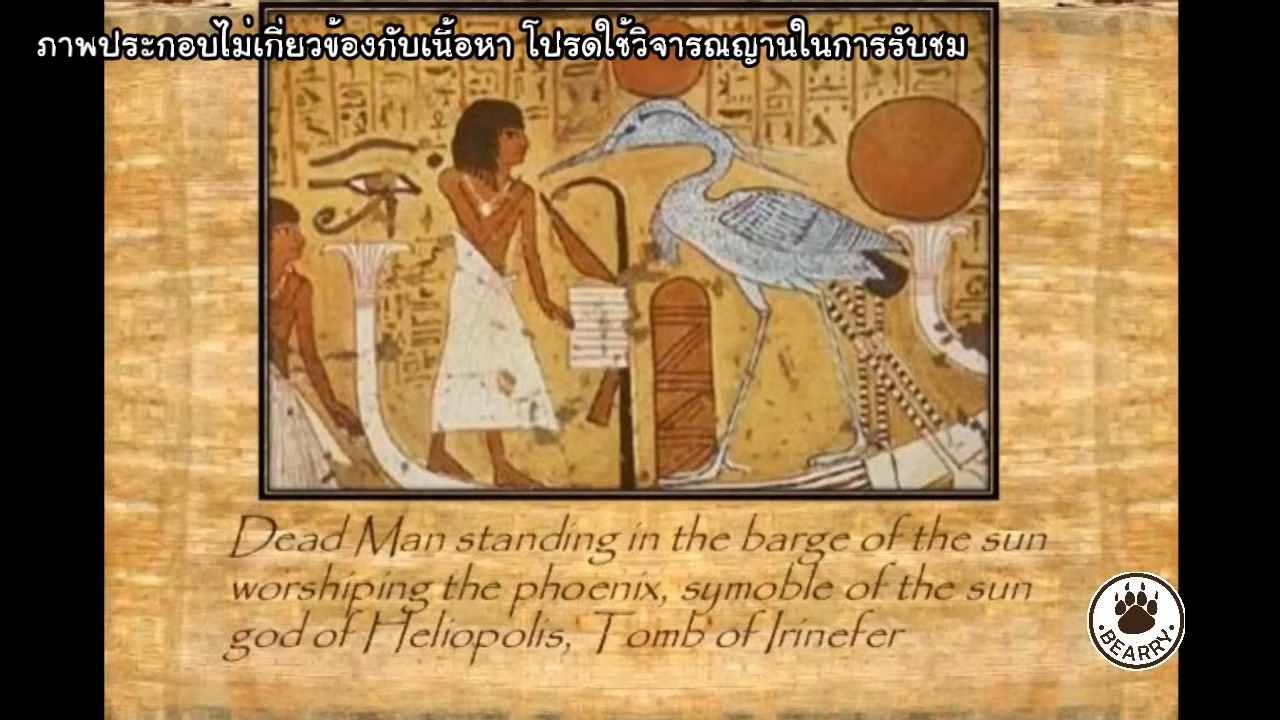 ภาพประกอบไม่เกี่ยวข้องกับเนื้อหา โปรดใช้วิจารณญานในการรับชม
Dead Man standing in the barge of the sun
worshiping the phoenix, symoble of the sun
god of Heliopolis, Tomb of Irinefer
BEARRY